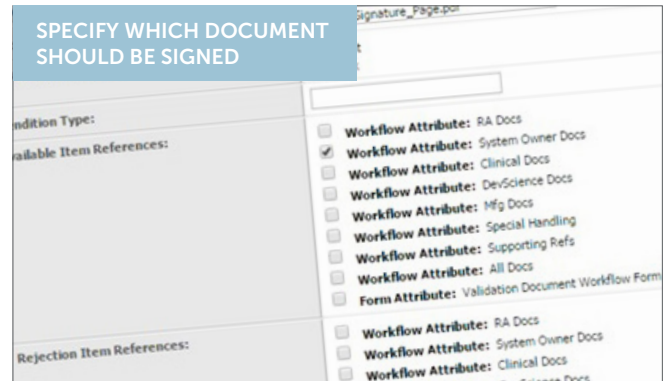 SPECIFY WHICH DOCUMENT
SHOULD BE SIGNED
Signature_Page.pdf
ndition Type:
vailable Item References:
Workflow Attribute: RA Docs
Workflow Attribute: System Owner Docs
Workflow Attribute: Clinical Docs
Workflow Attribute: DevScience Docs
Workflow Attribute: Mfg Docs
Workflow Attribute: Special Handling
Workflow Attribute: Supporting Refs
Workflow Attribute: All Docs
Form Attribute: Validation Document Workflow Form
Rejection Item References:
Workflow Attribute: RA Docs
Workflow Attribute: System Owner Docs
Workflow Attribute: Clinical Docs